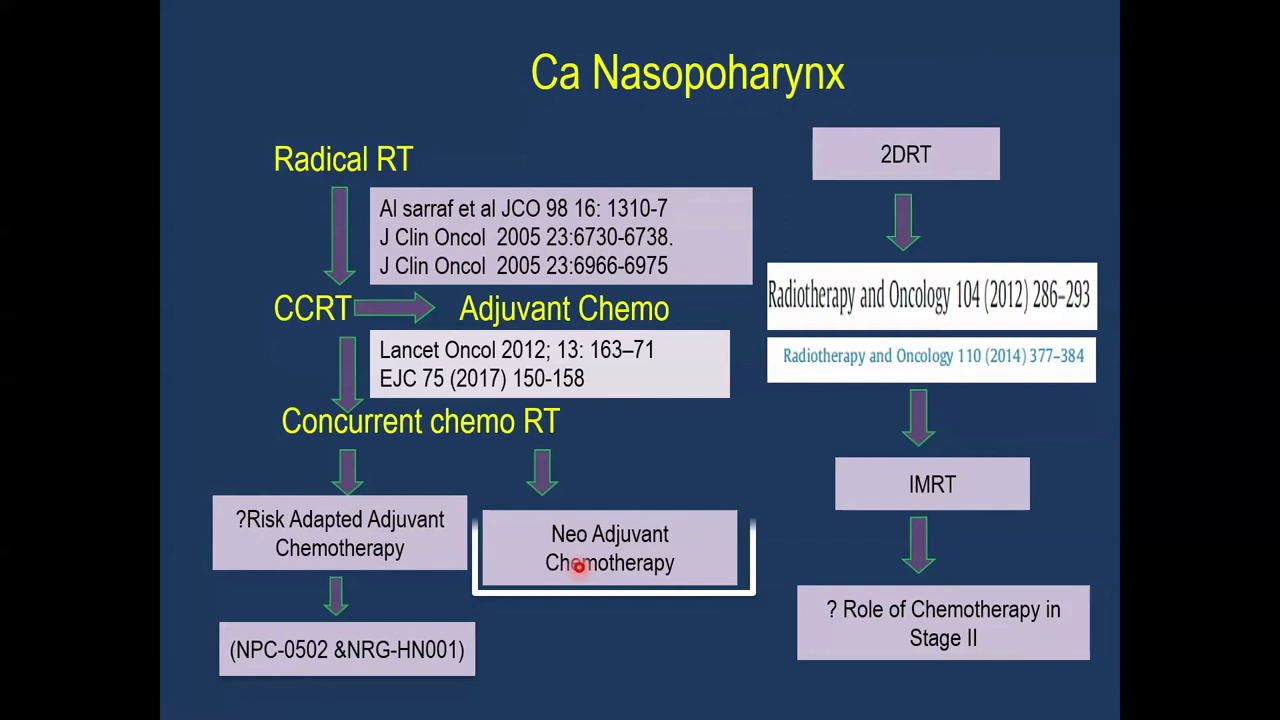 Ca Nasopoharynx
Radical RT
Al sarraf et al JCO 98 16: 1310-7
J Clin Oncol 2005 23:6730-6738.
J Clin Oncol 2005 23:6966-6975
CCRT
Adjuvant Chemo
Lancet Oncol 2012; 13: 163–71
EJC 75 (2017) 150-158
Concurrent chemo RT
?Risk Adapted Adjuvant
Chemotherapy
(NPC-0502 &NRG-HN001)
Neo Adjuvant
Chemotherapy
2DRT
Radiotherapy and Oncology 104 (2012) 286–293
Radiotherapy and Oncology 110 (2014) 377–384
IMRT
? Role of Chemotherapy in
Stage II